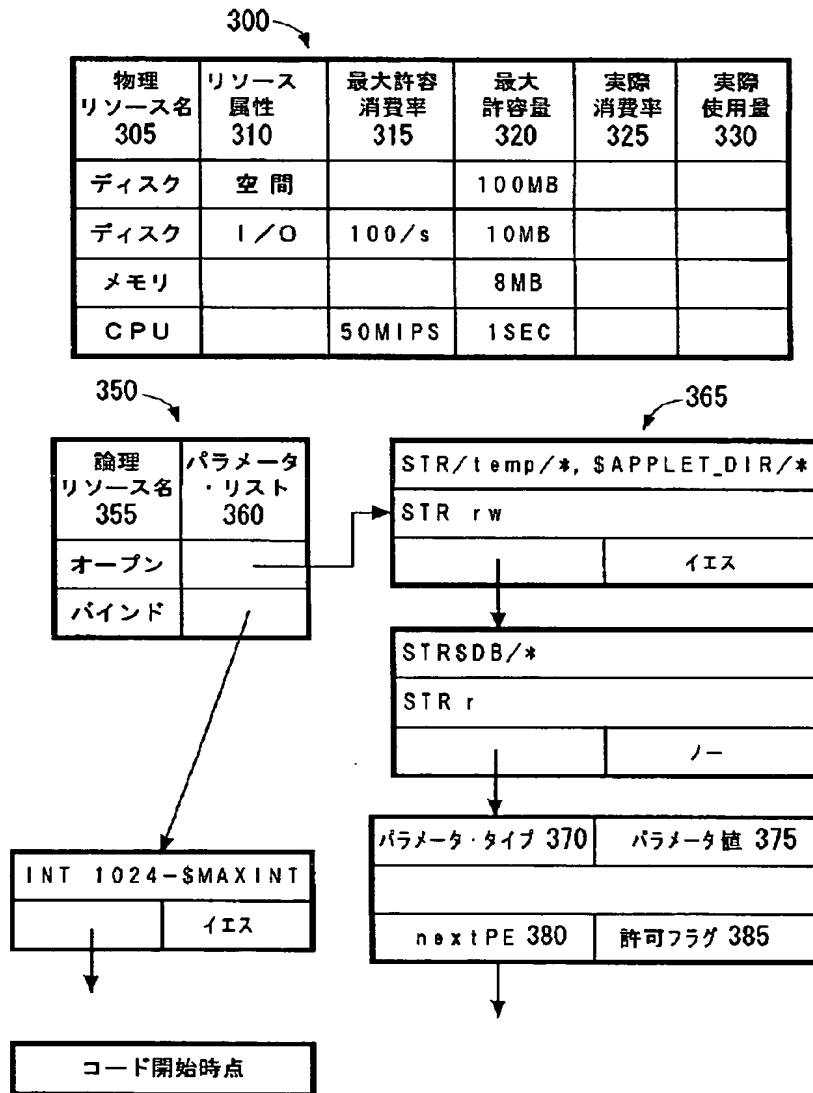 300
物理
リソース名
305
リソース
属性
310
最大許容
消費率
315
最大
許容量
320
実際
消費率
325
実際
使用量
330
ディスク 空間 100MB
ディスク I/O 100/s 10MB
メモリ 8MB
CPU 50MIPS 1SEC
350
論理
リソース名
355
パラメータ
・リスト
360
オープン
バインド
365
STR/temp/*, $APPLET_DIR/*
STR rw
イエス
STR$DB/*
STR r
ノー
パラメータ・タイプ 370 パラメータ値 375
nextPE 380 許可フラグ 385
INT 1024-$MAXINT
イエス
コード開始時点